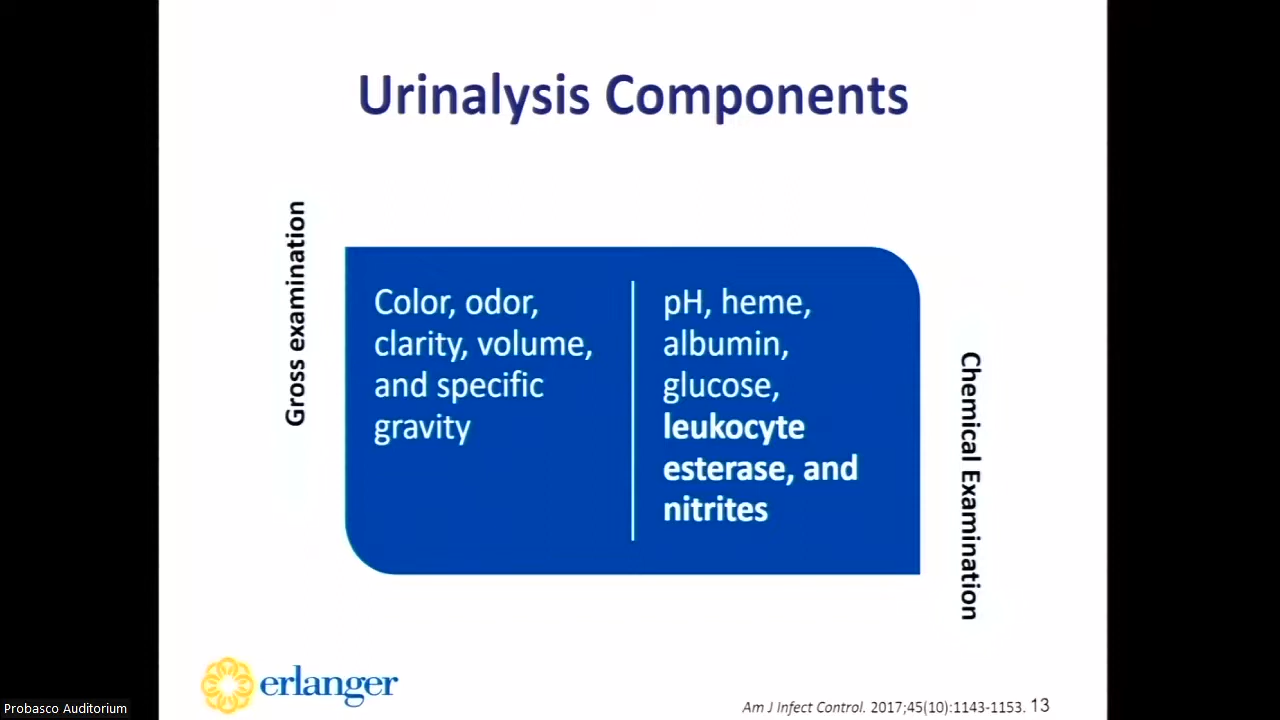 Urinalysis Components
Gross examination
Color, odor,
clarity, volume,
and specific
gravity
pH, heme,
albumin,
glucose,
leukocyte
esterase, and
nitrites
Chemical Examination
erlanger
Am J Infect Control. 2017;45(10):1143-1153. 13
Probasco Auditorium